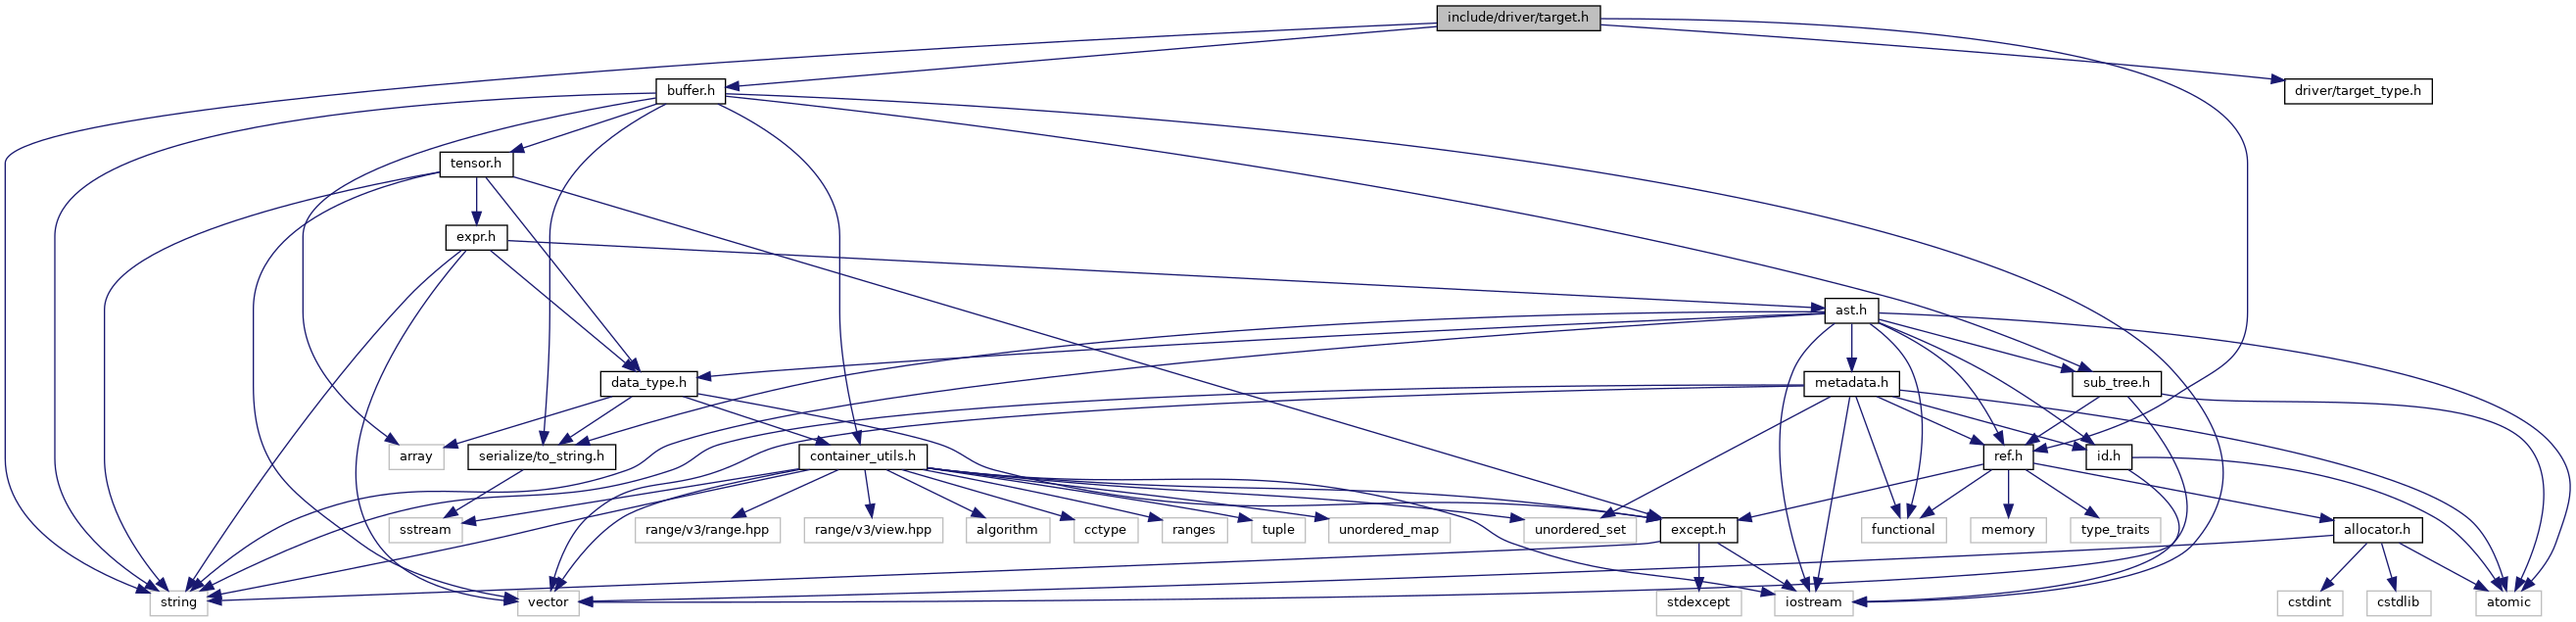 include/driver/target.h
buffer.h
driver/target_type.h
tensor.h
expr.h
ast.h
data_type.h
metadata.h
sub_tree.h
array
serialize/to_string.h
container_utils.h
ref.h
id.h
sstream
range/v3/range.hpp
range/v3/view.hpp
algorithm
cctype
ranges
tuple
unordered_map
unordered_set
except.h
functional
memory
type_traits
allocator.h
string
vector
stdexcept
iostream
cstdint
cstdlib
atomic